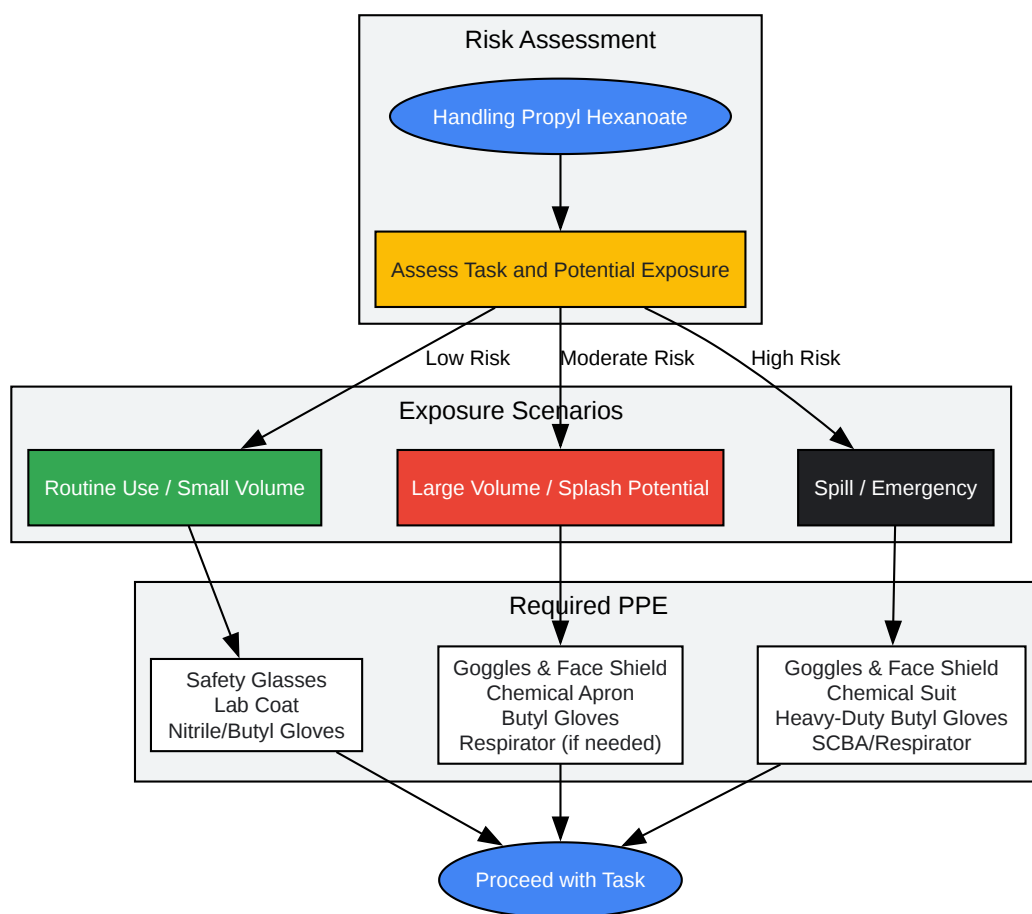 Risk Assessment
Handling Propyl Hexanoate
Assess Task and Potential Exposure
Low Risk
Moderate Risk
High Risk
Exposure Scenarios
Routine Use / Small Volume
Large Volume / Splash Potential
Spill / Emergency
Required PPE
Safety Glasses
Lab Coat
Nitrile/Butyl Gloves
Goggles & Face Shield
Chemical Apron
Butyl Gloves
Respirator (if needed)
Goggles & Face Shield
Chemical Suit
Heavy-Duty Butyl Gloves
SCBA/Respirator
Proceed with Task